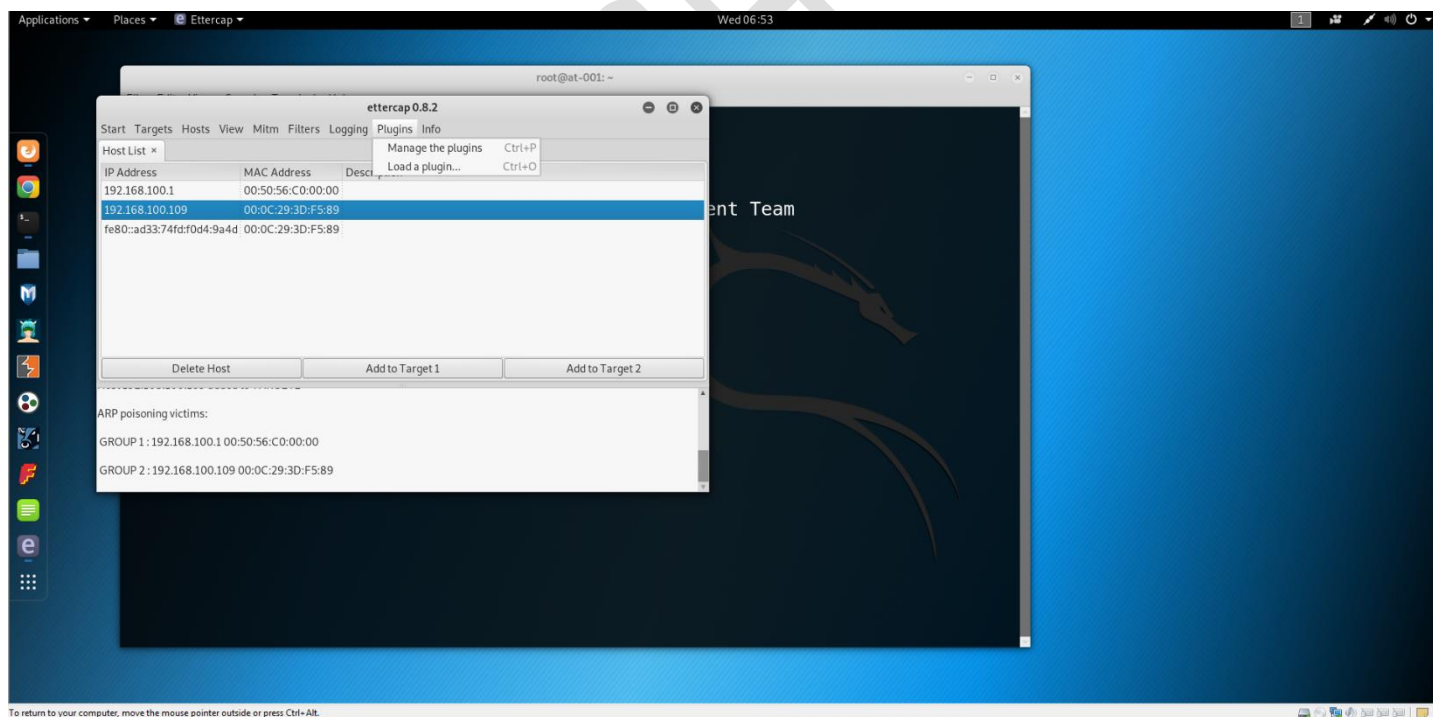 Applications Places Ettercap Wed 06:53 1
root@at-001: ~
ettercap 0.8.2
Start Targets Hosts View Mitm Filters Logging Plugins Info
Host List ×
Manage the plugins Ctrl+P
Load a plugin... Ctrl+O
IP Address MAC Address
192.168.100.1 00:50:56:C0:00:00
192.168.100.109 00:0C:29:3D:F5:89
fe80::ad33:74fd:f0d4:9a4d 00:0C:29:3D:F5:89
ent Team
Delete Host Add to Target 1 Add to Target 2
ARP poisoning victims:
GROUP 1 : 192.168.100.1 00:50:56:C0:00:00
GROUP 2 : 192.168.100.109 00:0C:29:3D:F5:89
To return to your computer, move the mouse pointer outside or press Ctrl+Alt.